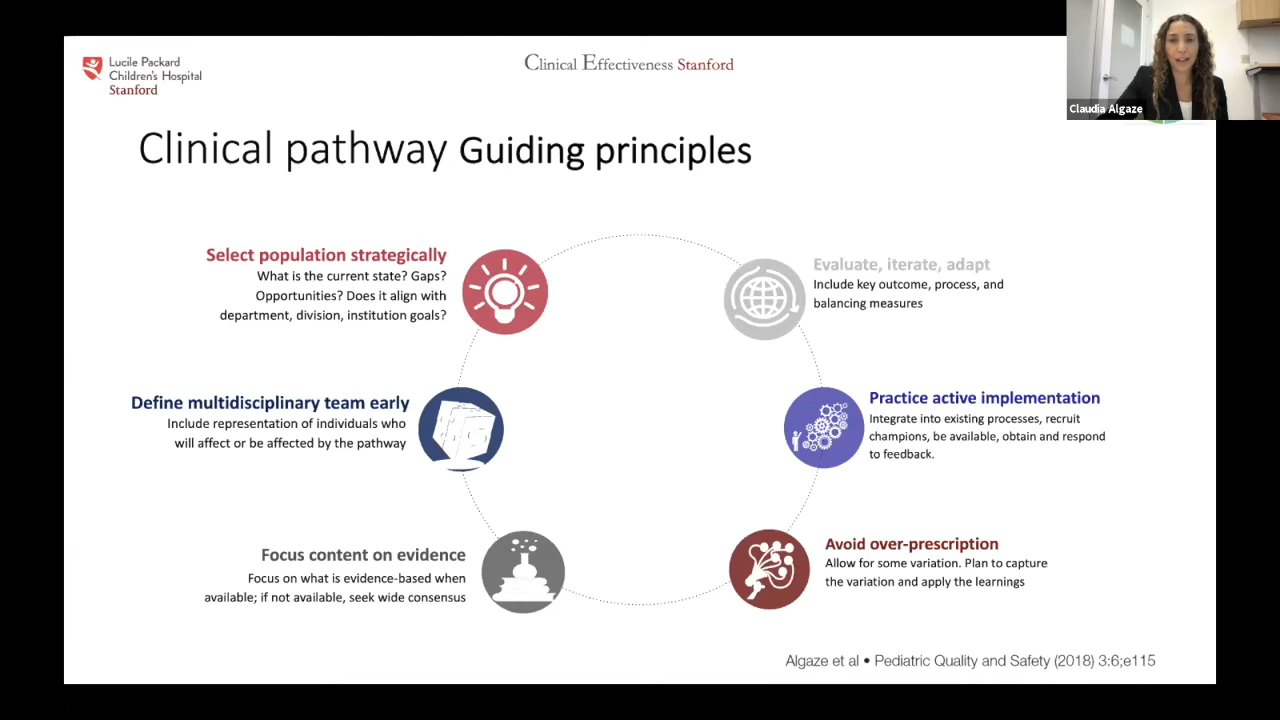 Lucile Packard
Children's Hospital
Stanford
Clinical Effectiveness Stanford
Claudia Algaze
Clinical pathway Guiding principles
Select population strategically
What is the current state? Gaps?
Opportunities? Does it align with
department, division, institution goals?
Define multidisciplinary team early
Include representation of individuals who
will affect or be affected by the pathway
Focus content on evidence
Focus on what is evidence-based when
available; if not available, seek wide consensus
Evaluate, iterate, adapt
Include key outcome, process, and
balancing measures
Practice active implementation
Integrate into existing processes, recruit
champions, be available, obtain and respond
to feedback.
Avoid over-prescription
Allow for some variation. Plan to capture
the variation and apply the learnings
Algaze et al • Pediatric Quality and Safety (2018) 3:6;e115